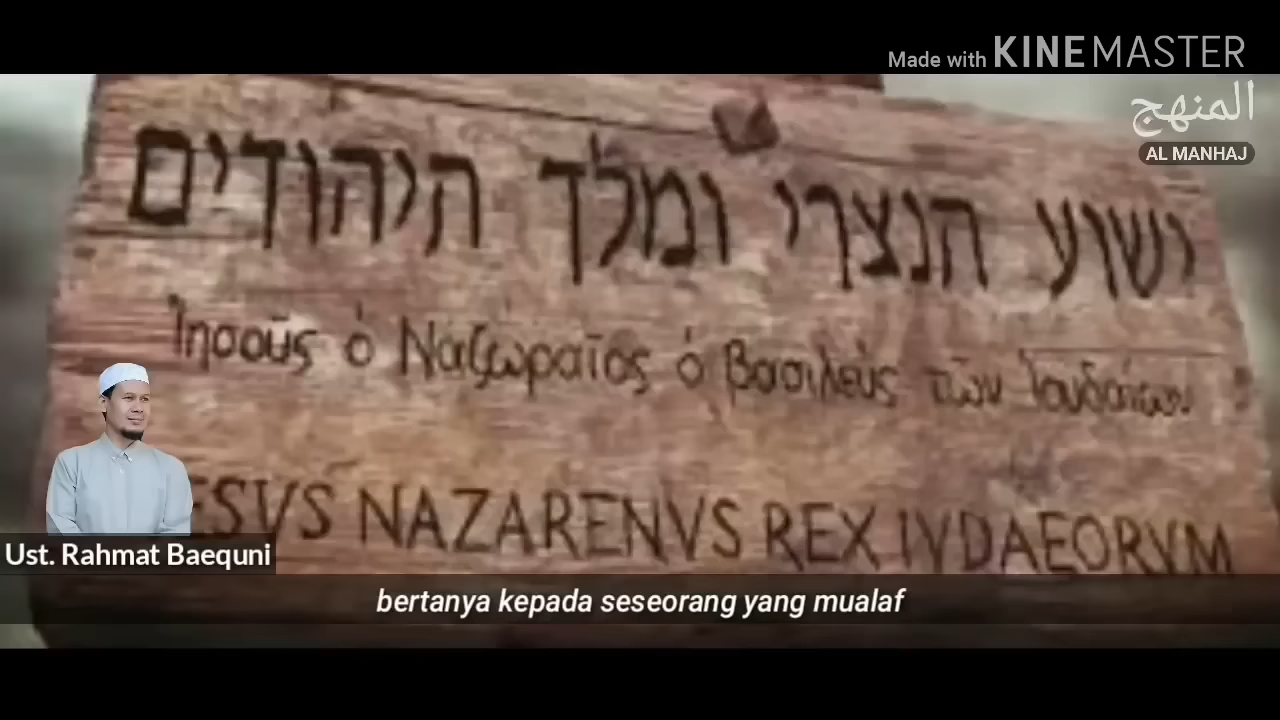 Made with KINEMASTER
المنهج
AL MANHAJ
ישוע הנצרי ומלך היהודים
Ἰησοῦς ὁ Ναζωραῖος ὁ βασιλεὺς τῶν Ἰουδαίων
ESVS NAZARENVS REX IVDAEORVM
Ust. Rahmat Baequni
bertanya kepada seseorang yang mualaf